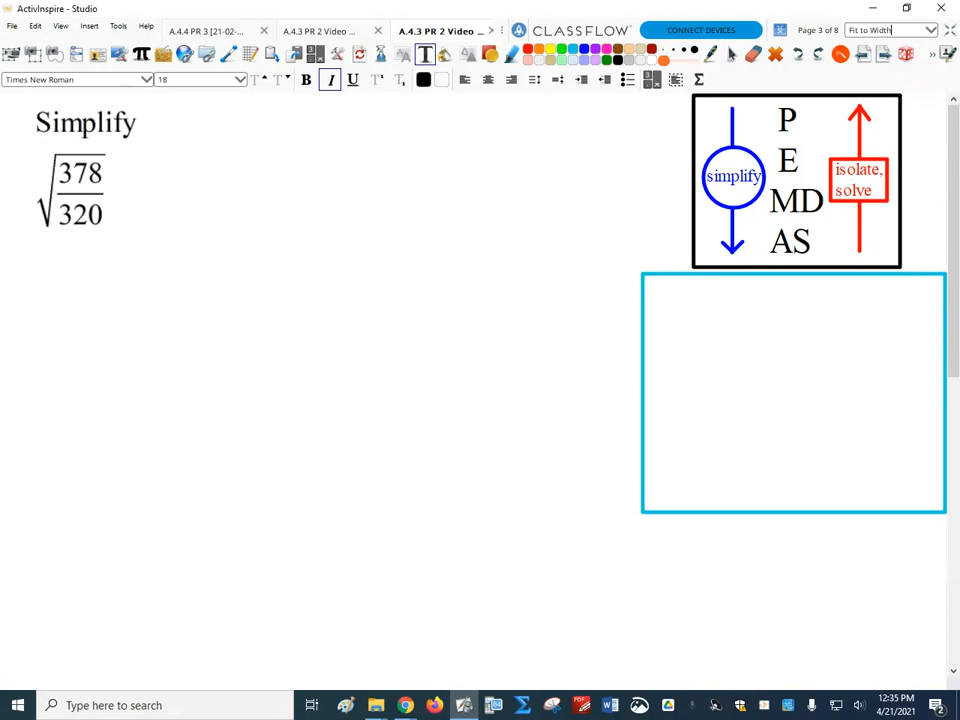 ActivInspire - Studio
File Edit View Insert Tools Help
A.4.4 PR 3 [21-02-... A.4.3 PR 2 Video ... A.4.3 PR 2 Video ...
CLASSFLOW
CONNECT DEVICES
Page 3 of 8
Fit to Width
Times New Roman
18
B I U
Simplify
√(378/320)
simplify
P
E
MD
AS
isolate,
solve
Type here to search
12:35 PM
4/21/2021
2